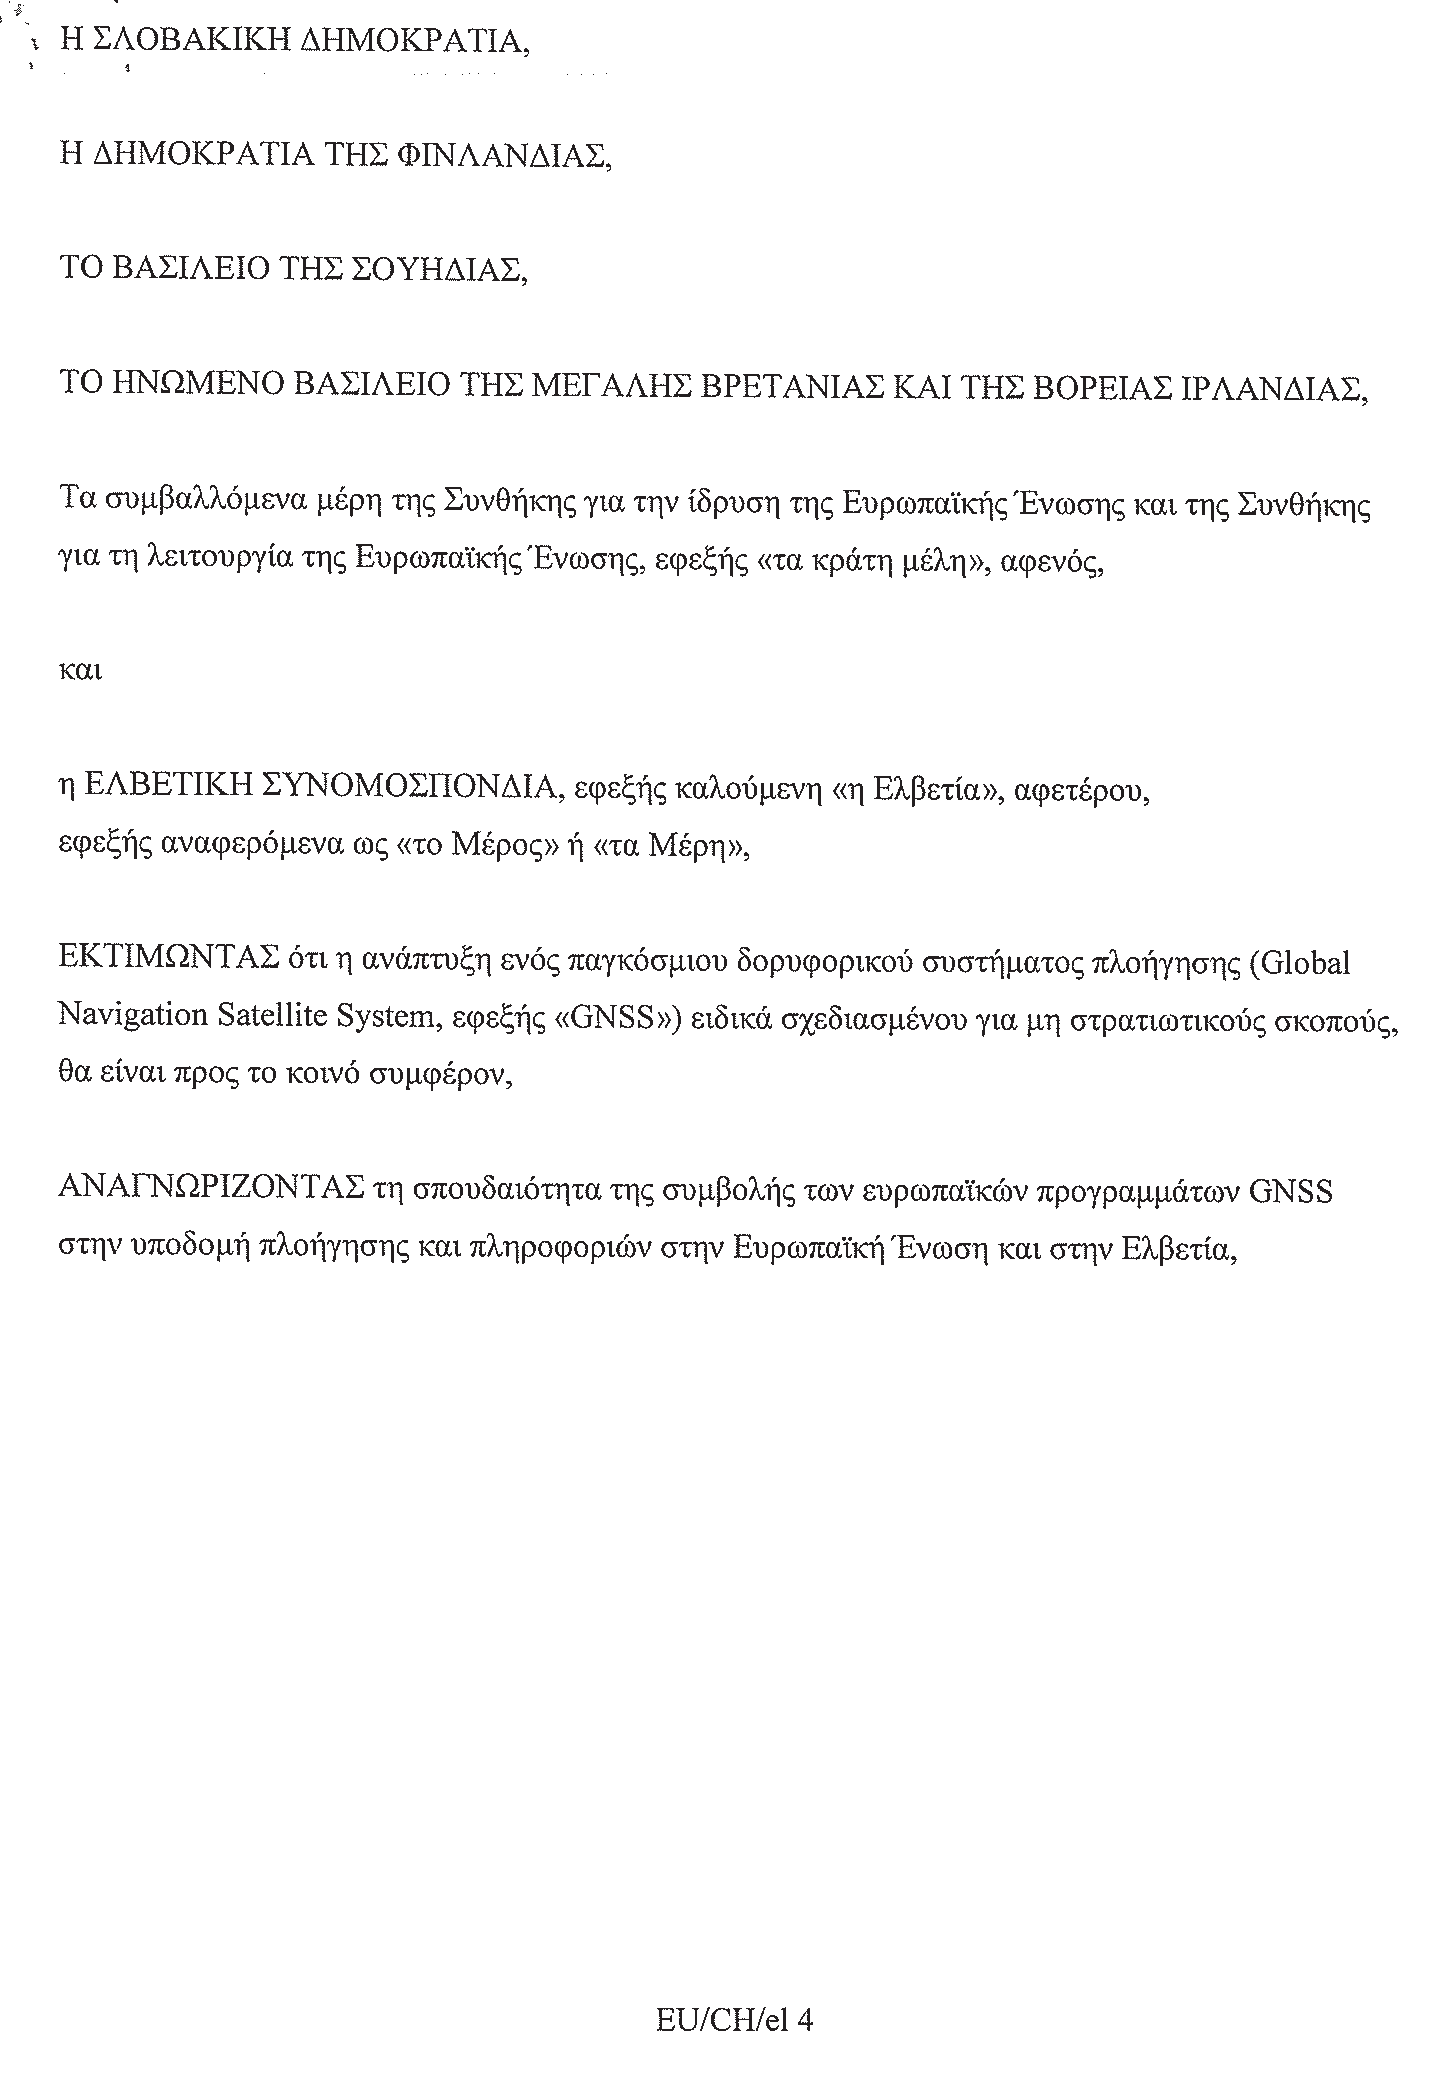 Η ΣΛΟΒΑΚΙΚΗ ΔΗΜΟΚΡΑΤΙΑ,
Η ΔΗΜΟΚΡΑΤΙΑ ΤΗΣ ΦΙΝΛΑΝΔΙΑΣ,
ΤΟ ΒΑΣΙΛΕΙΟ ΤΗΣ ΣΟΥΗΔΙΑΣ,
ΤΟ ΗΝΩΜΕΝΟ ΒΑΣΙΛΕΙΟ ΤΗΣ ΜΕΓΑΛΗΣ ΒΡΕΤΑΝΙΑΣ ΚΑΙ ΤΗΣ ΒΟΡΕΙΑΣ ΙΡΛΑΝΔΙΑΣ,
Τα συμβαλλόμενα μέρη της Συνθήκης για την ίδρυση της Ευρωπαϊκής Ένωσης και της Συνθήκης
για τη λειτουργία της Ευρωπαϊκής Ένωσης, εφεξής «τα κράτη μέλη», αφενός,
και
η ΕΛΒΕΤΙΚΗ ΣΥΝΟΜΟΣΠΟΝΔΙΑ, εφεξής καλούμενη «η Ελβετία», αφετέρου,
εφεξής αναφερόμενα ως «το Μέρος» ή «τα Μέρη»,
ΕΚΤΙΜΩΝΤΑΣ ότι η ανάπτυξη ενός παγκόσμιου δορυφορικού συστήματος πλοήγησης (Global
Navigation Satellite System, εφεξής «GNSS») ειδικά σχεδιασμένου για μη στρατιωτικούς σκοπούς,
θα είναι προς το κοινό συμφέρον,
ΑΝΑΓΝΩΡΙΖΟΝΤΑΣ τη σπουδαιότητα της συμβολής των ευρωπαϊκών προγραμμάτων GNSS
στην υποδομή πλοήγησης και πληροφοριών στην Ευρωπαϊκή Ένωση και στην Ελβετία,
EU/CH/el 4